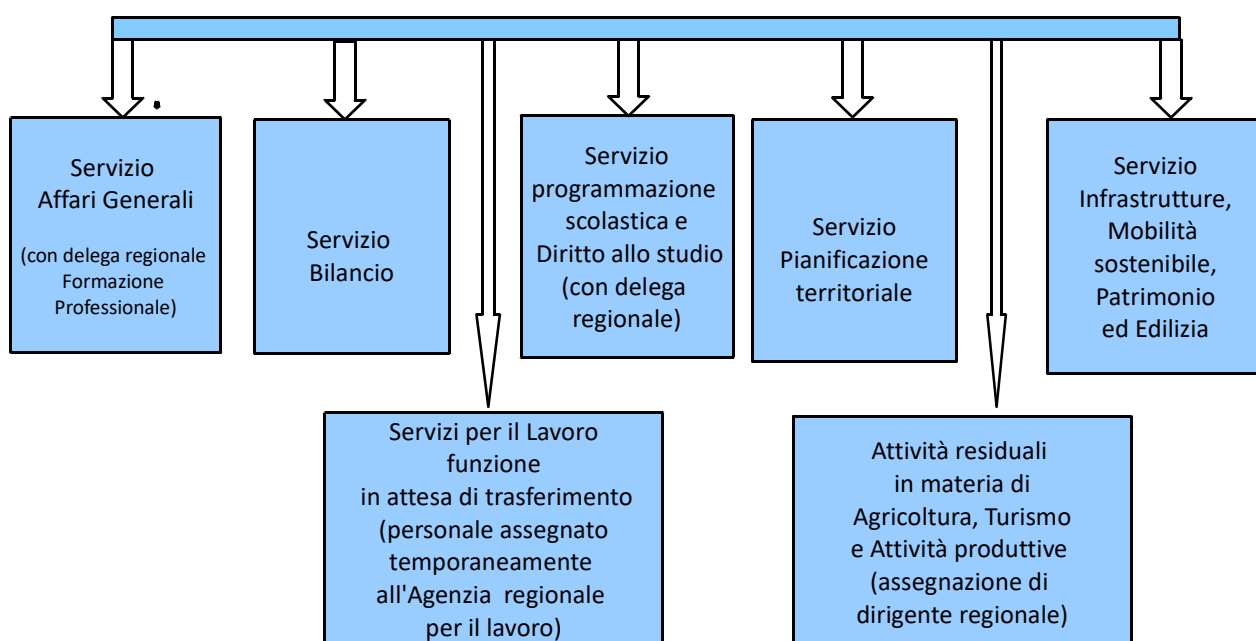 Servizio
Affari Generali
(con delega regionale
Formazione
Professionale)
Servizio
Bilancio
Servizio
programmazione
scolastica e
Diritto allo studio
(con delega
regionale)
Servizio
Pianificazione
territoriale
Servizio
Infrastrutture,
Mobilità
sostenibile,
Patrimonio
ed Edilizia
Servizi per il Lavoro
funzione
in attesa di trasferimento
(personale assegnato
temporaneamente
all'Agenzia regionale
per il lavoro)
Attività residuali
in materia di
Agricoltura, Turismo
e Attività produttive
(assegnazione di
dirigente regionale)